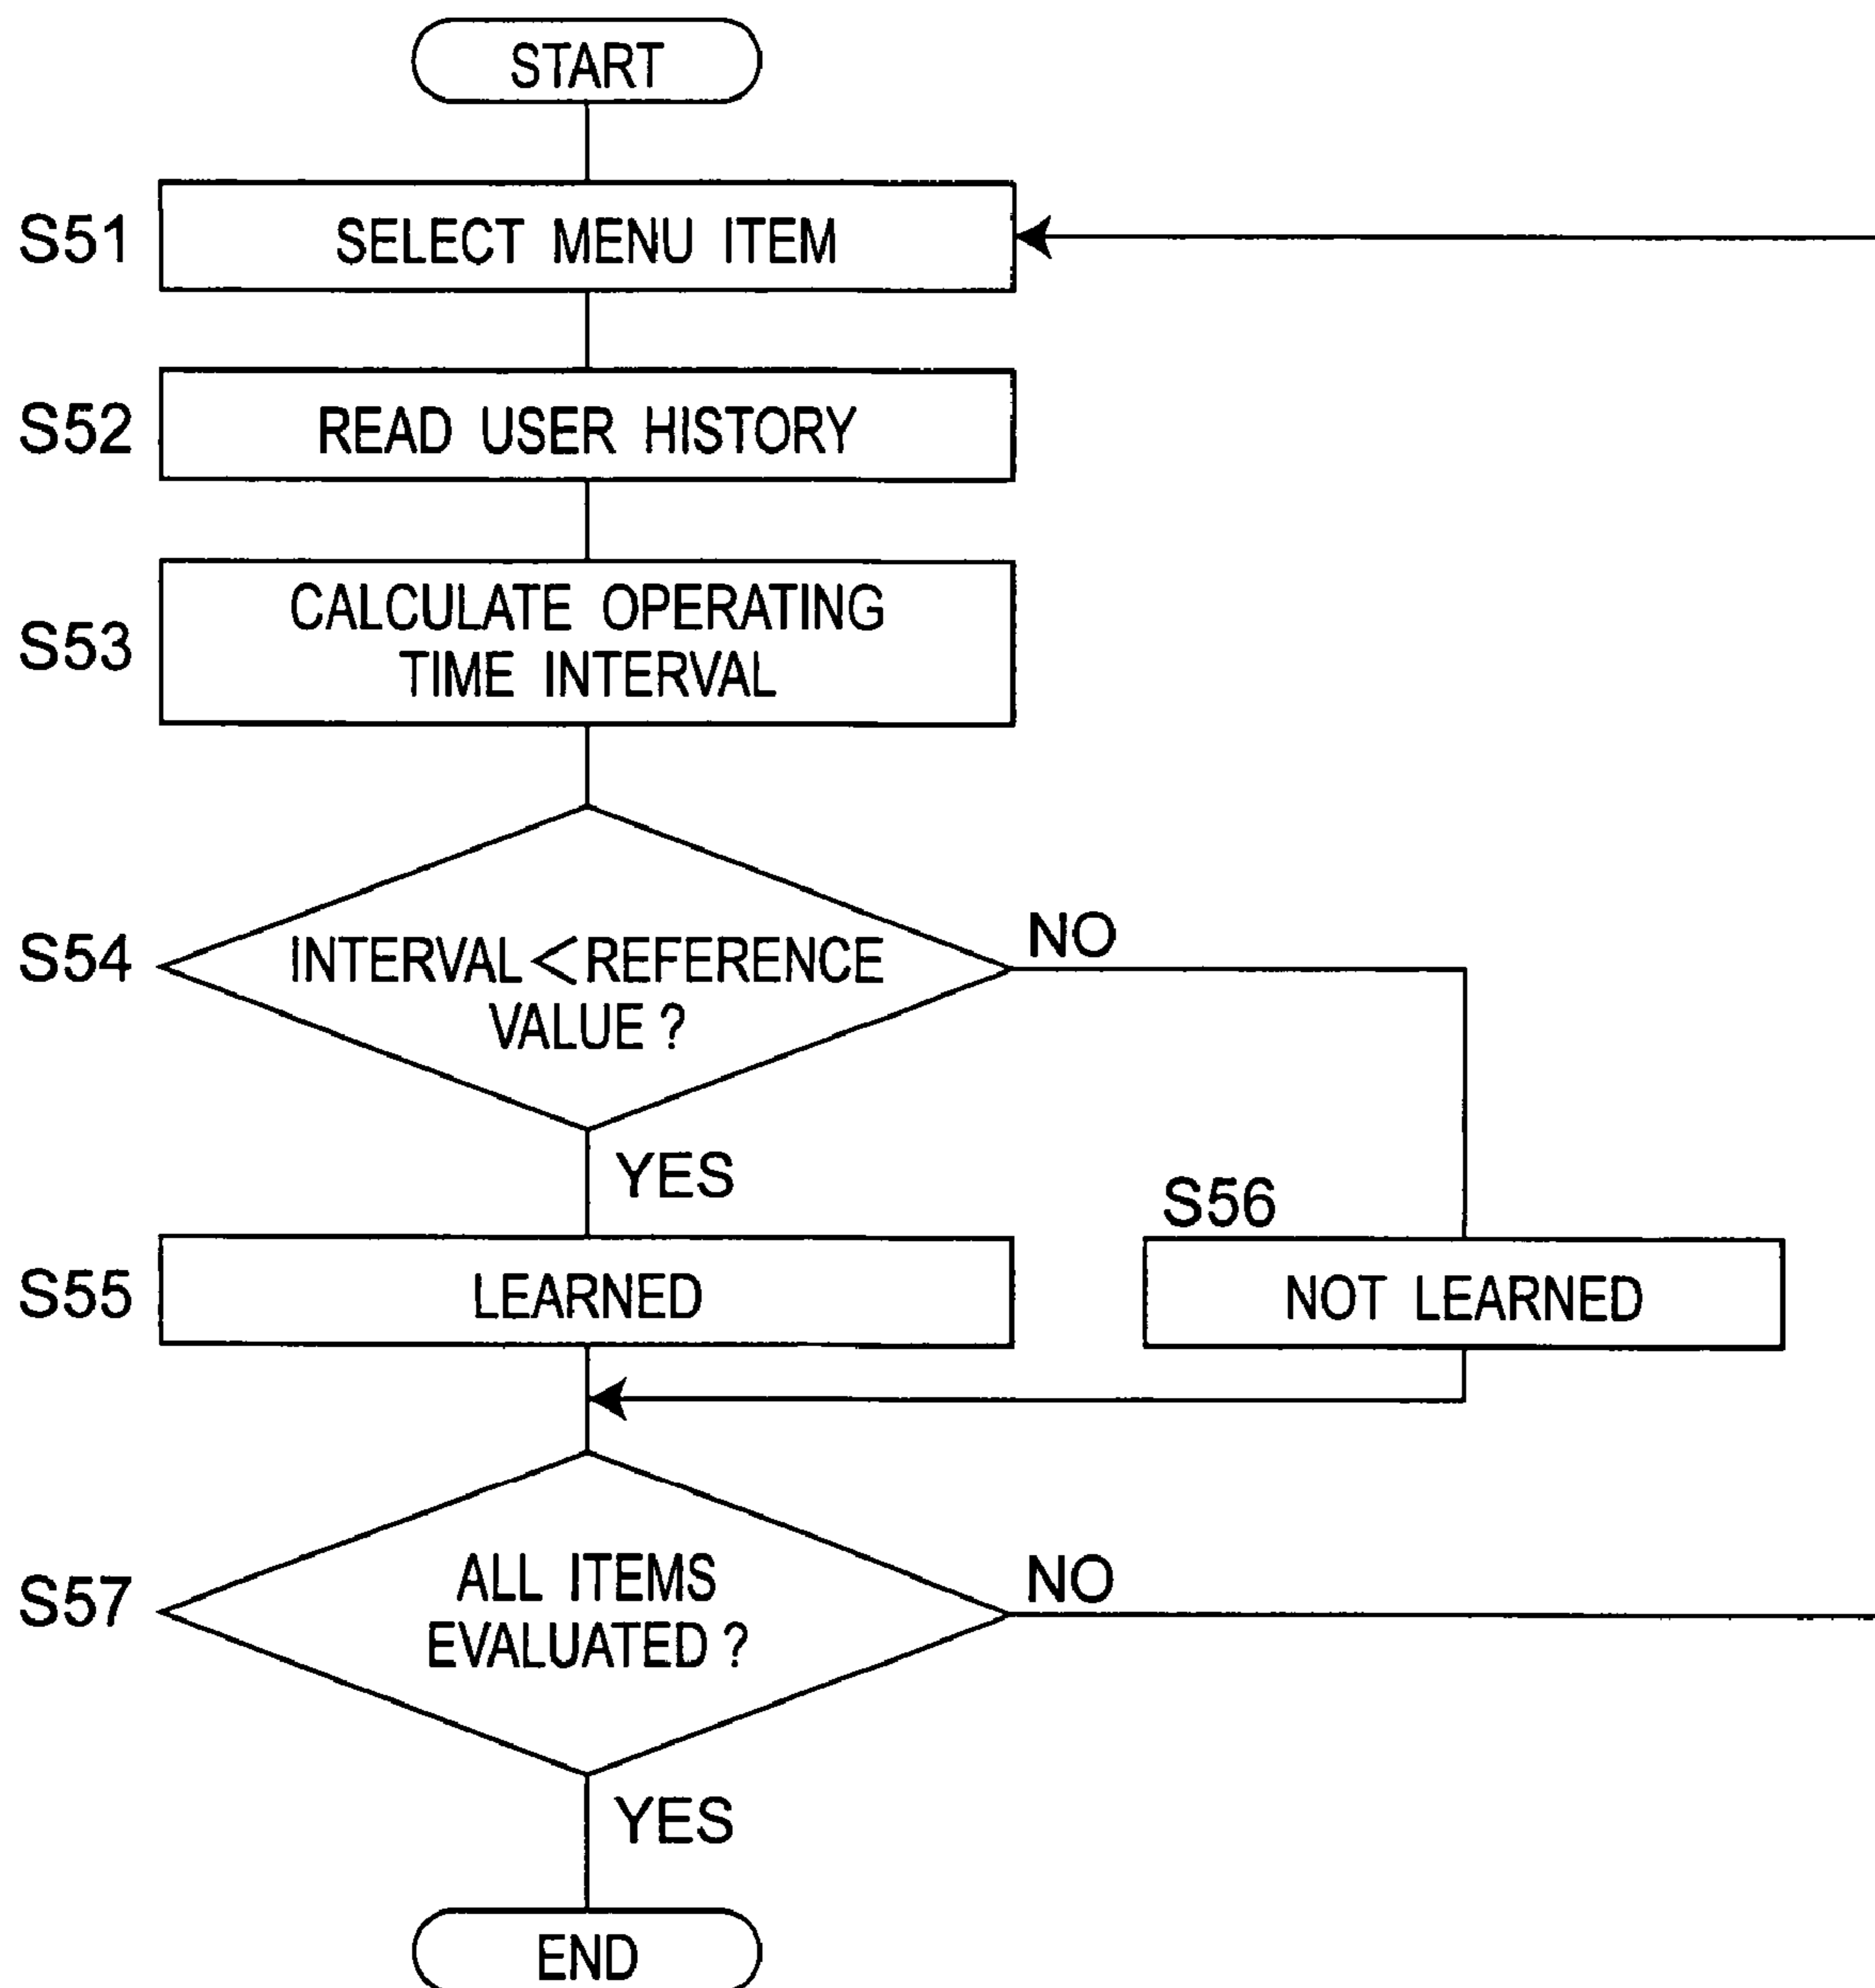 START
S51
SELECT MENU ITEM
S52
READ USER HISTORY
S53
CALCULATE OPERATING
TIME INTERVAL
S54
INTERVAL<REFERENCE
VALUE?
NO
YES
S55
LEARNED
S56
NOT LEARNED
S57
ALL ITEMS
EVALUATED?
NO
YES
END